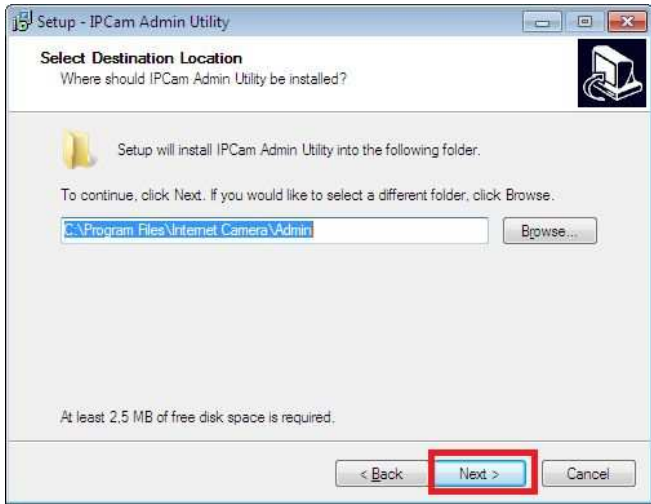 Setup - IPCam Admin Utility
Select Destination Location
Where should IPCam Admin Utility be installed?
Setup will install IPCam Admin Utility into the following folder.
To continue, click Next. If you would like to select a different folder, click Browse.
C:\Program Files\Internet Camera\Admin
Browse...
At least 2,5 MB of free disk space is required.
< Back
Next >
Cancel